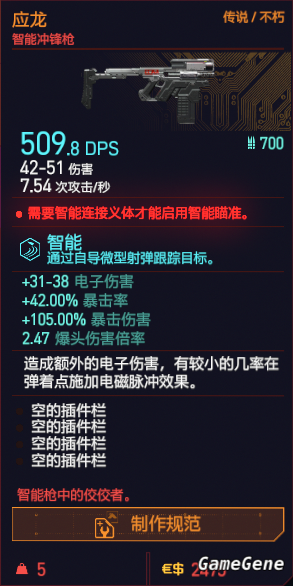 应龙
传说 / 不朽
智能冲锋枪
509.8 DPS
700
42-51 伤害
7.54 次攻击/秒
需要智能连接义体才能启用智能瞄准。
智能
通过自导微型射弹跟踪目标。
+31-38 电子伤害
+42.00% 暴击率
+105.00% 暴击伤害
2.47 爆头伤害倍率
造成额外的电子伤害，有较小的几率在
弹着点施加电磁脉冲效果。
空的插件栏
空的插件栏
空的插件栏
空的插件栏
智能枪中的佼佼者。
制作规范
5
€$
GameGene